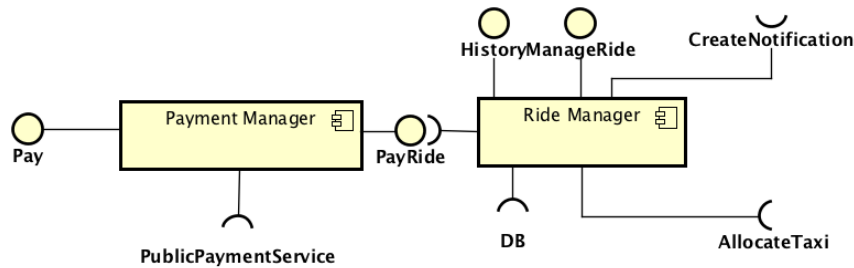 HistoryManageRide
CreateNotification
Payment Manager
Ride Manager
Pay
PayRide
PublicPaymentService
DB
AllocateTaxi